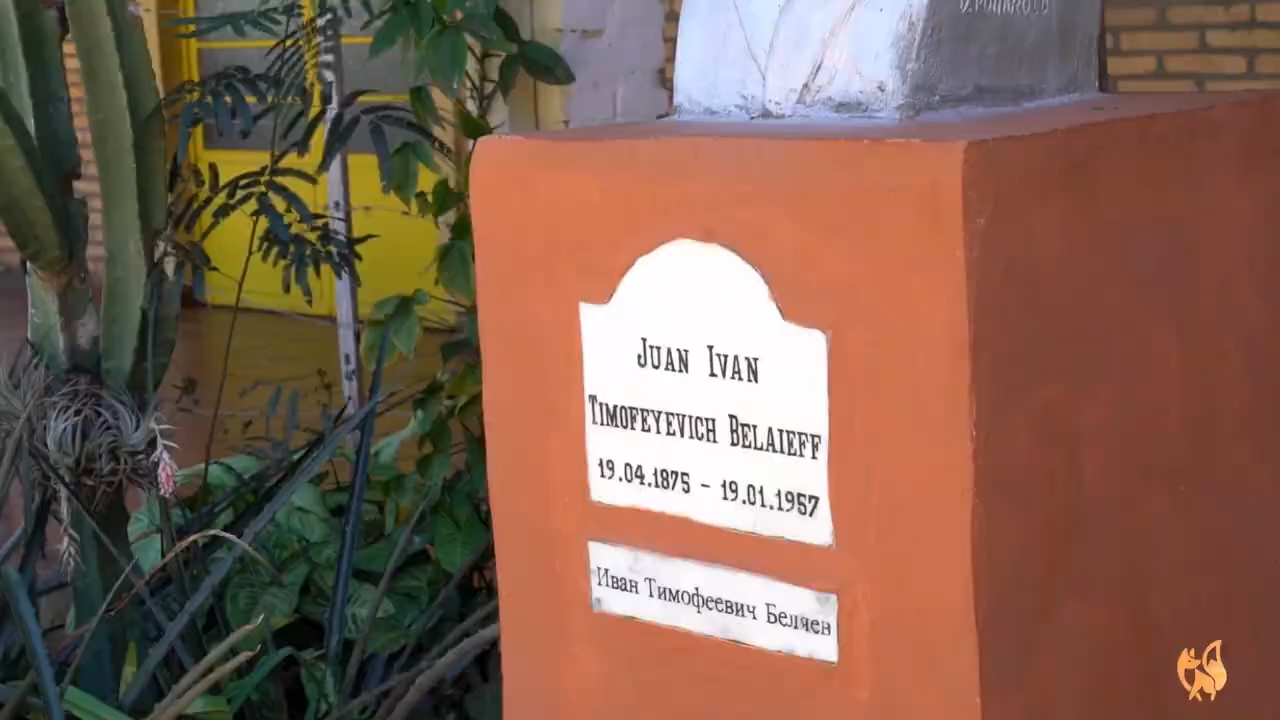 JUAN IVAN
TIMOFEYEVICH BELAIEFF
19.04.1875 - 19.01.1957
Иван Тимофеевич Беляев